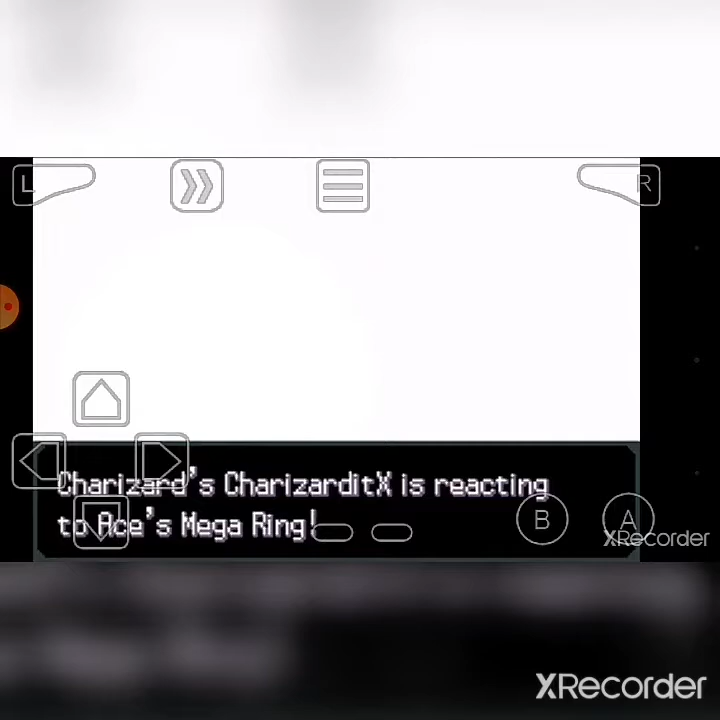 L
R
Charizard's CharizarditX is reacting
to Ace's Mega Ring!
B
A
XRecorder
XRecorder